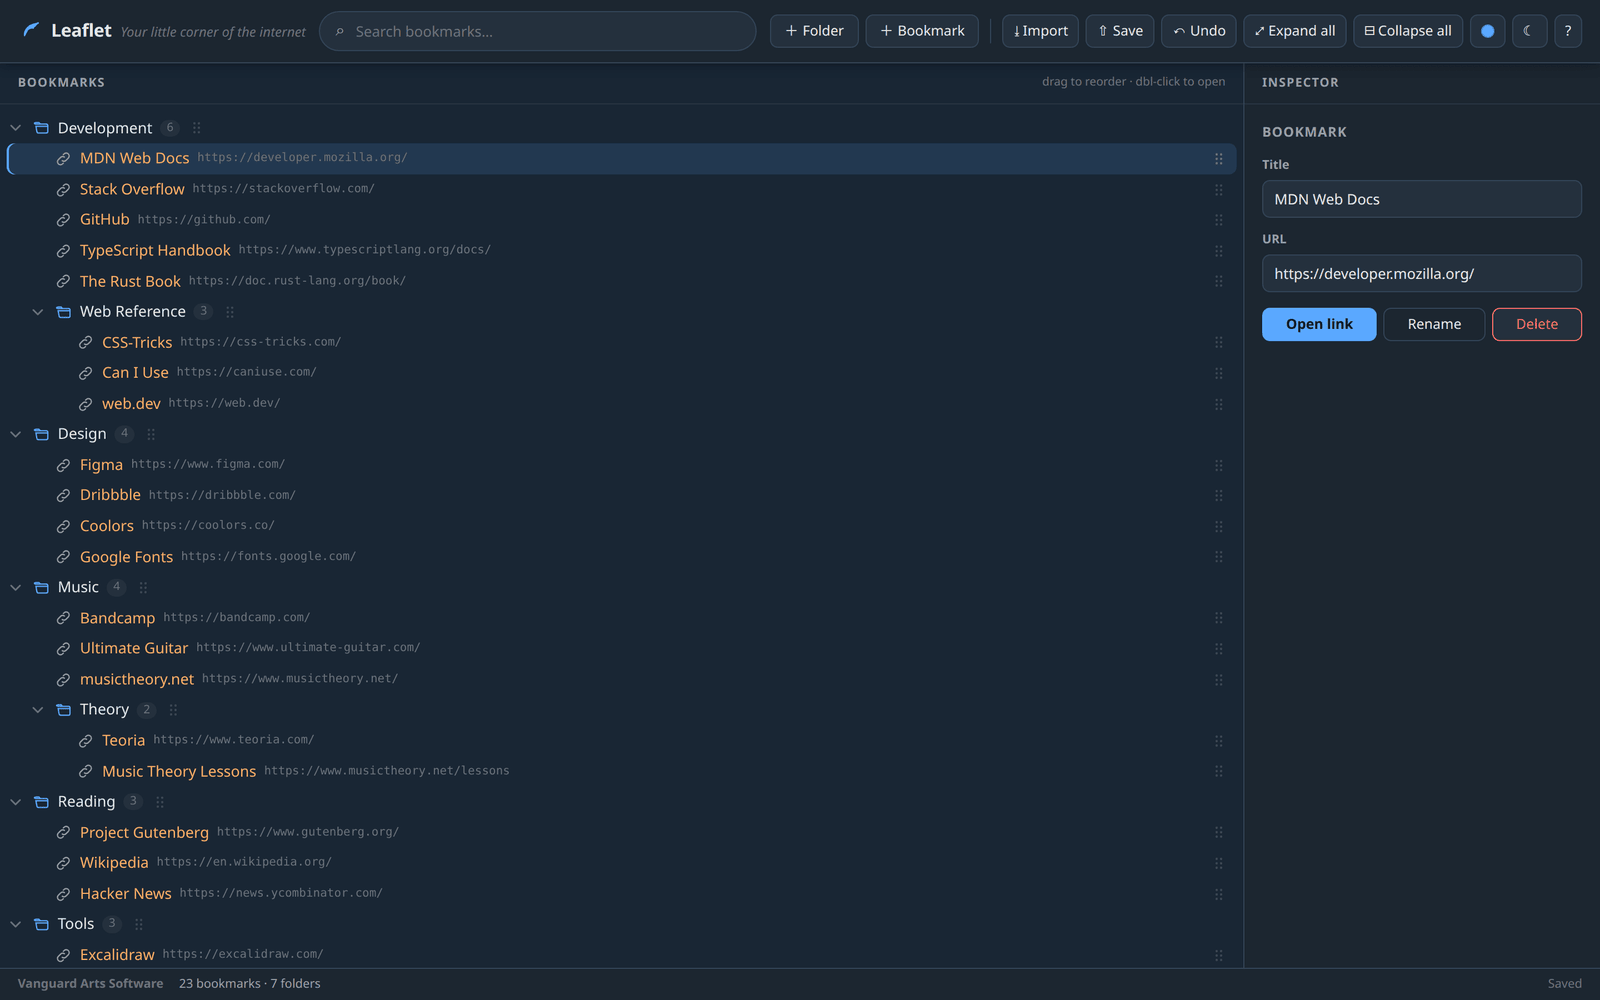 Leaflet Your little corner of the internet
Search bookmarks...
+ Folder
+ Bookmark
Import
Save
Undo
Expand all
Collapse all
?
BOOKMARKS
drag to reorder · dbl-click to open
INSPECTOR
Development 6
MDN Web Docs https://developer.mozilla.org/
Stack Overflow https://stackoverflow.com/
GitHub https://github.com/
TypeScript Handbook https://www.typescriptlang.org/docs/
The Rust Book https://doc.rust-lang.org/book/
Web Reference 3
CSS-Tricks https://css-tricks.com/
Can I Use https://caniuse.com/
web.dev https://web.dev/
Design 4
Figma https://www.figma.com/
Dribbble https://dribbble.com/
Coolors https://coolors.co/
Google Fonts https://fonts.google.com/
Music 4
Bandcamp https://bandcamp.com/
Ultimate Guitar https://www.ultimate-guitar.com/
musictheory.net https://www.musictheory.net/
Theory 2
Teoria https://www.teoria.com/
Music Theory Lessons https://www.musictheory.net/lessons
Reading 3
Project Gutenberg https://www.gutenberg.org/
Wikipedia https://en.wikipedia.org/
Hacker News https://news.ycombinator.com/
Tools 3
Excalidraw https://excalidraw.com/
BOOKMARK
Title
MDN Web Docs
URL
https://developer.mozilla.org/
Open link
Rename
Delete
Vanguard Arts Software
23 bookmarks · 7 folders
Saved